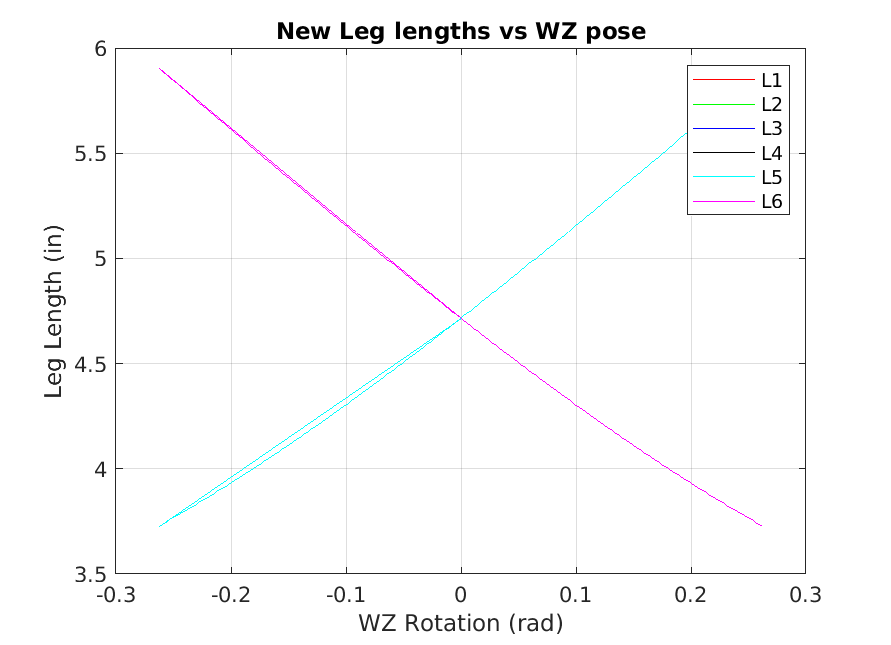 New Leg lengths vs WZ pose
6
5.5
5
4.5
4
3.5
Leg Length (in)
-0.3
-0.2
-0.1
0
0.1
0.2
0.3
WZ Rotation (rad)
L1
L2
L3
L4
L5
L6